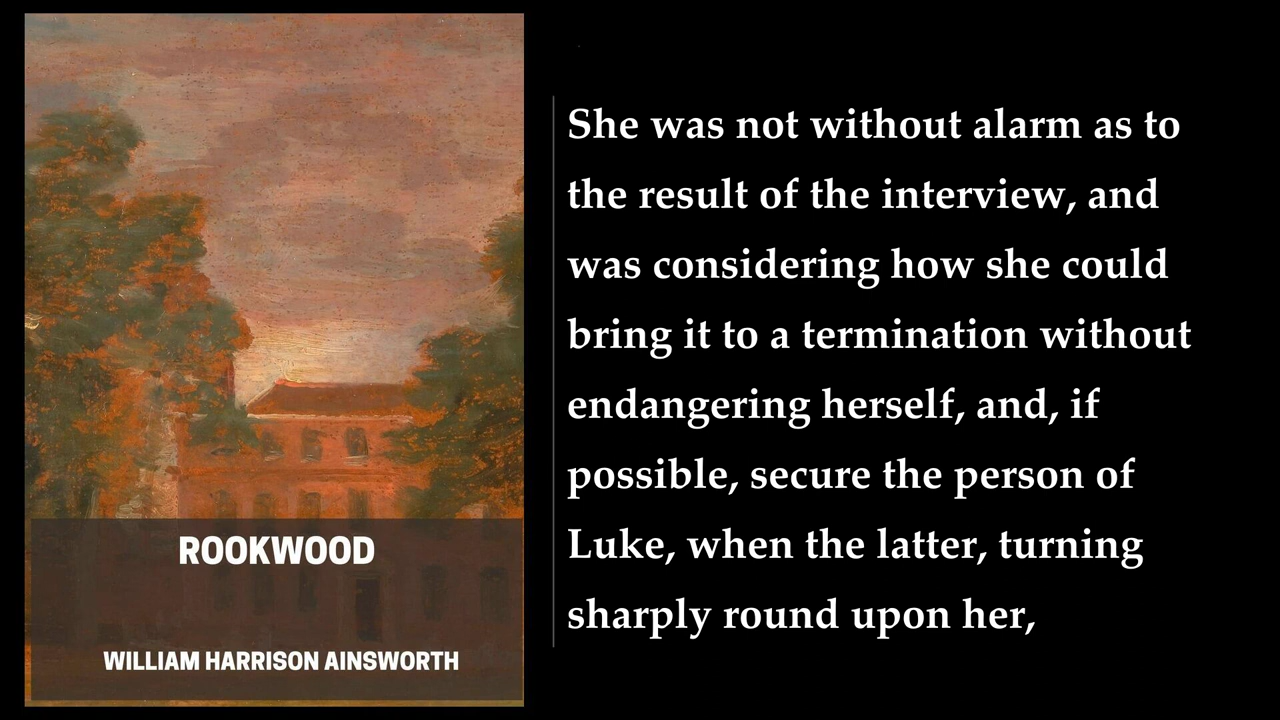 ROOKWOOD
WILLIAM HARRISON AINSWORTH
She was not without alarm as to
the result of the interview, and
was considering how she could
bring it to a termination without
endangering herself, and, if
possible, secure the person of
Luke, when the latter, turning
sharply round upon her,